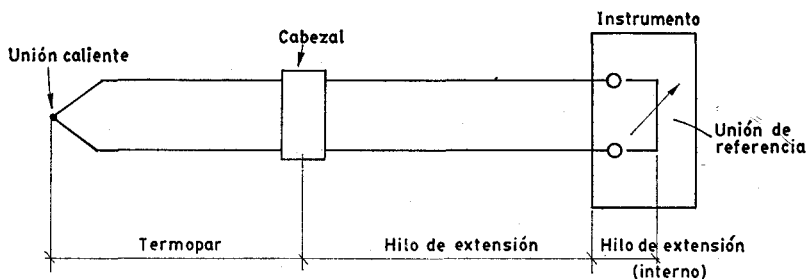 Instrumento
Cabezal
Unión caliente
Unión de
referencia
Termopar
Hilo de extensión
Hilo de extensión
(interno)